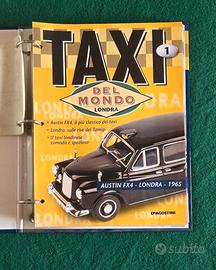 TAXI
1
DEL MONDO
LONDRA
• Austin FX4, il più classico dei taxi
• Londra, sulle rive del Tamigi
• Il taxi londinese
comodo e spazioso
AUSTIN FX4 - LONDRA - 1965
DeAGOSTINI
subito